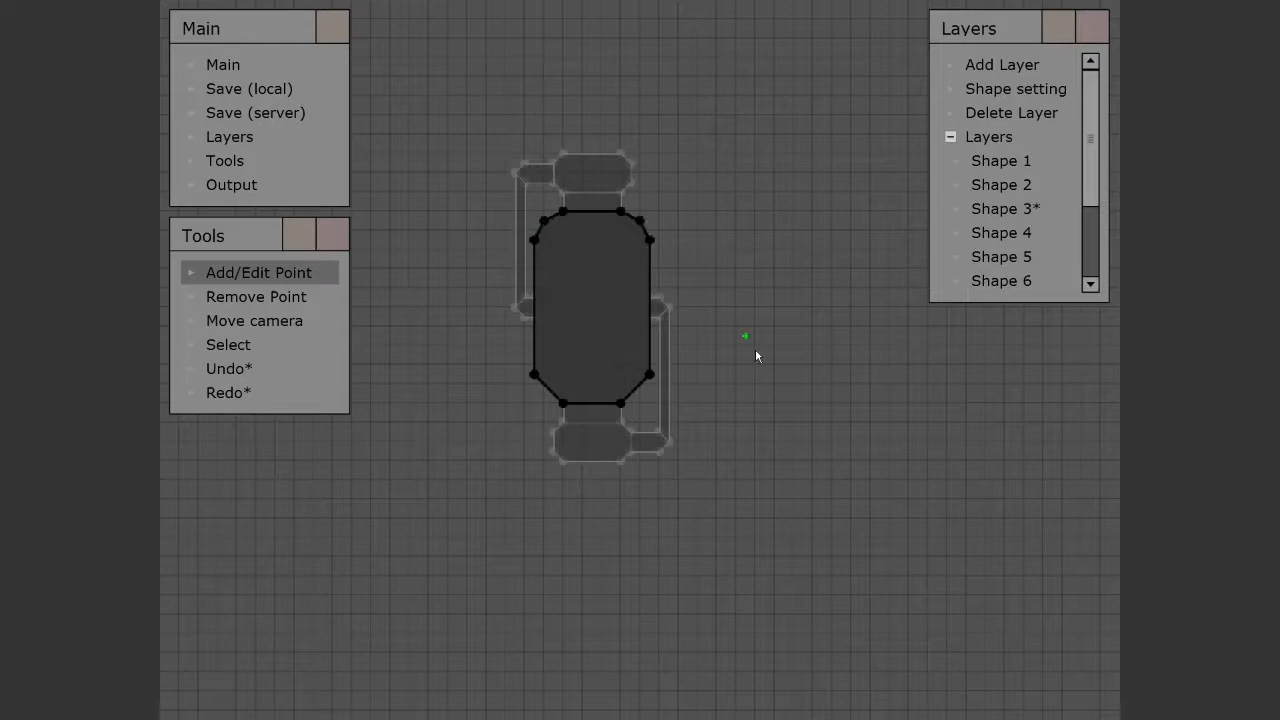 Main
Main
Save (local)
Save (server)
Layers
Tools
Output
Tools
Add/Edit Point
Remove Point
Move camera
Select
Undo*
Redo*
Layers
Add Layer
Shape setting
Delete Layer
Layers
Shape 1
Shape 2
Shape 3*
Shape 4
Shape 5
Shape 6